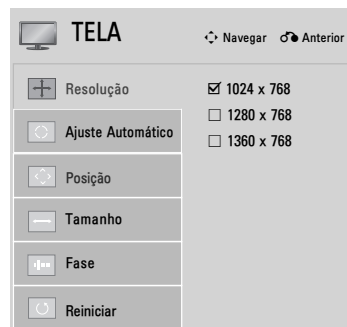 TELA
Navegar Anterior
Resolução
Ajuste Automático
Posição
Tamanho
Fase
Reiniciar
1024 x 768
1280 x 768
1360 x 768